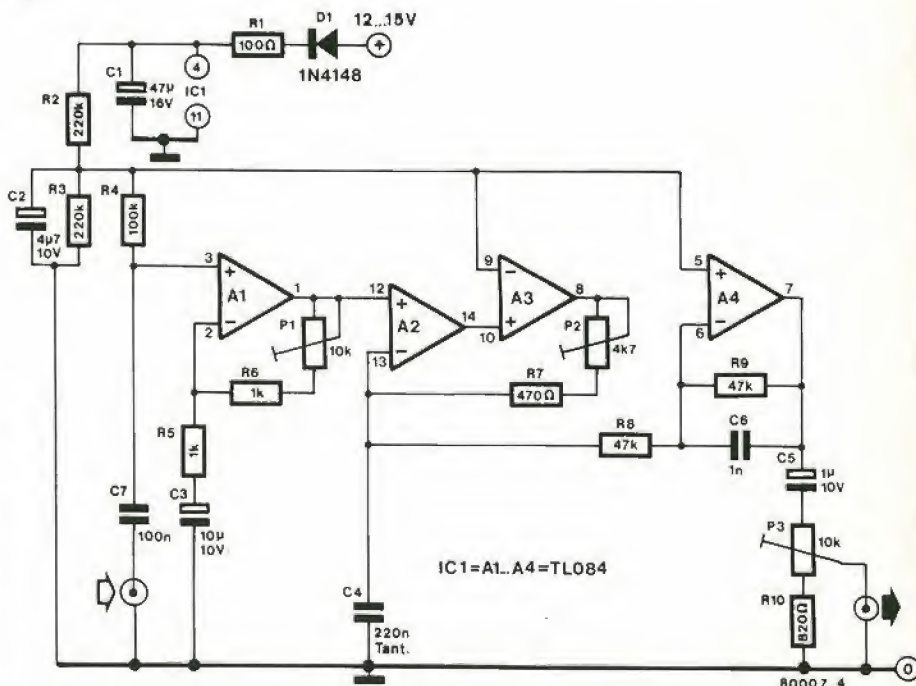 R1
100Ω
D1
1N4148
12...15V
+
4
IC1
11
C1
47µ
16V
R2
220k
C2
4µ7
10V
R3
220k
R4
100k
3
+
A1
1
2
−
P1
10k
R6
1k
R5
1k
C3
10µ
10V
C7
100n
12
+
A2
14
13
−
9
−
A3
8
10
+
P2
4k7
R7
470Ω
R8
47k
5
+
A4
7
6
−
R9
47k
C6
1n
C5
1µ
10V
P3
10k
R10
820Ω
C4
220n
Tant.
IC1=A1...A4=TL084
80007 4
0